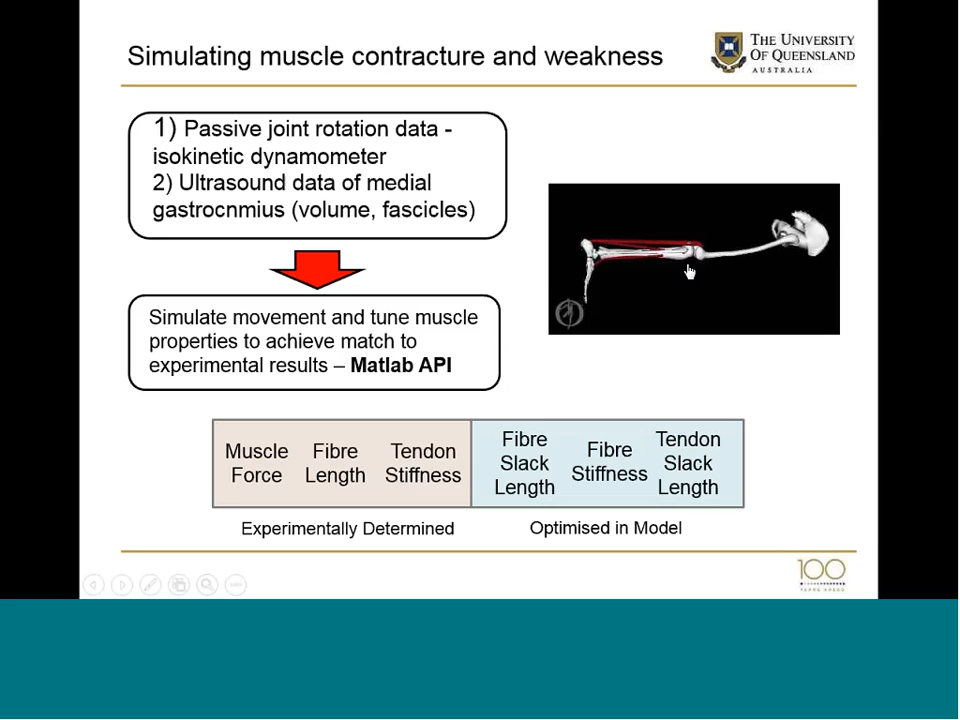 Simulating muscle contracture and weakness
THE UNIVERSITY
OF QUEENSLAND
AUSTRALIA
1) Passive joint rotation data -
isokinetic dynamometer
2) Ultrasound data of medial
gastrocnmius (volume, fascicles)
Simulate movement and tune muscle
properties to achieve match to
experimental results – Matlab API
Muscle
Force
Fibre
Length
Tendon
Stiffness
Fibre
Slack
Length
Fibre
Stiffness
Tendon
Slack
Length
Experimentally Determined
Optimised in Model
100